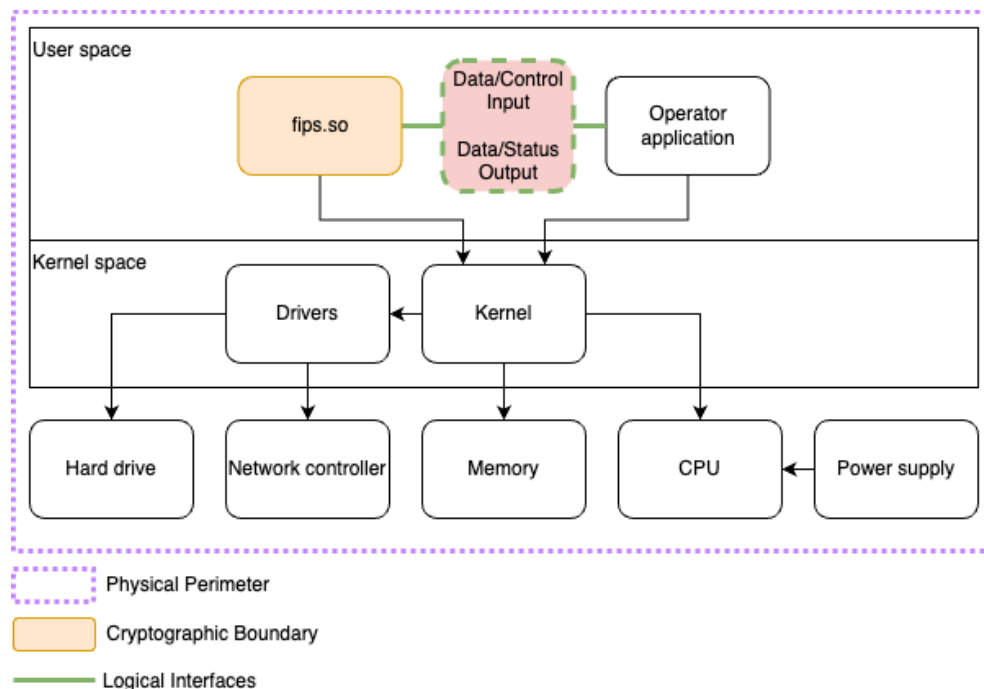 User space
fips.so
Data/Control
Input
Data/Status
Output
Operator
application
Kernel space
Drivers
Kernel
Hard drive
Network controller
Memory
CPU
Power supply
Physical Perimeter
Cryptographic Boundary
Logical Interfaces